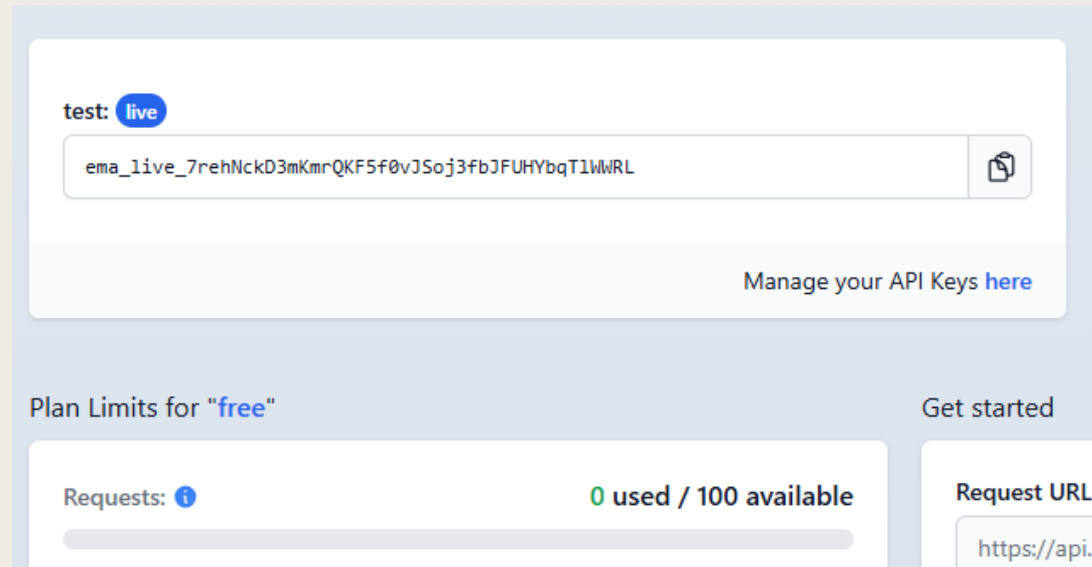 test: live
ema_live_7rehNckD3mKmrQKF5f0vJSoj3fbJFUHYbqTlWWRL
Manage your API Keys here
Plan Limits for "free"
Get started
Requests: 0 used / 100 available
Request URL
https://api.